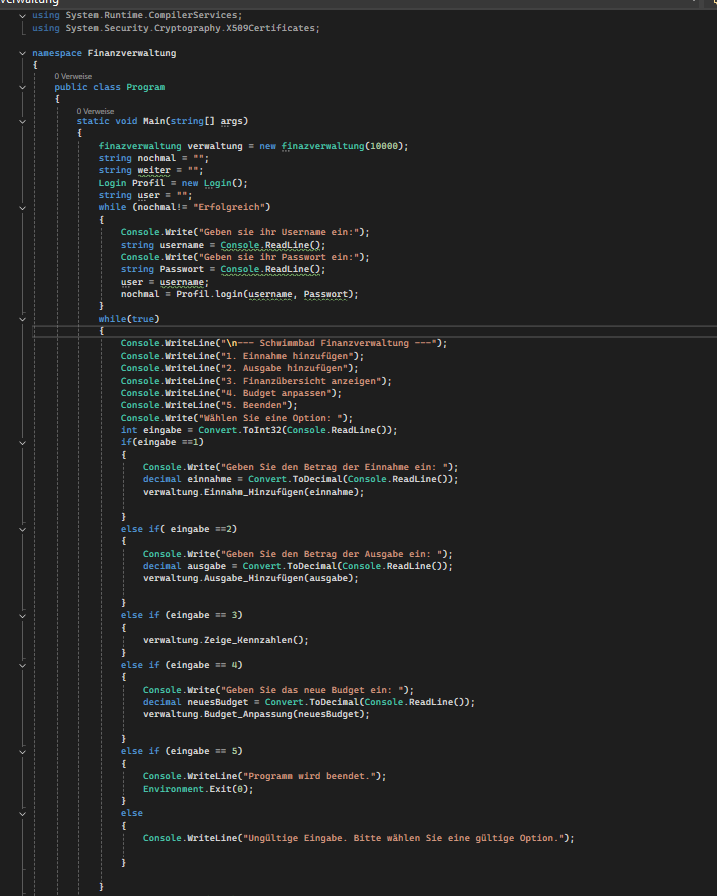 verwaltung
using System.Runtime.CompilerServices;
using System.Security.Cryptography.X509Certificates;
namespace Finanzverwaltung
{
0 Verweise
public class Program
{
0 Verweise
static void Main(string[] args)
{
finazverwaltung verwaltung = new finazverwaltung(10000);
string nochmal = "";
string weiter = "";
Login Profil = new Login();
string user = "";
while (nochmal!= "Erfolgreich")
{
Console.Write("Geben sie ihr Username ein:");
string username = Console.ReadLine();
Console.Write("Geben sie ihr Passwort ein:");
string Passwort = Console.ReadLine();
user = username;
nochmal = Profil.login(username, Passwort);
}
while(true)
{
Console.WriteLine("\n--- Schwimmbad Finanzverwaltung ---");
Console.WriteLine("1. Einnahme hinzufügen");
Console.WriteLine("2. Ausgabe hinzufügen");
Console.WriteLine("3. Finanzübersicht anzeigen");
Console.WriteLine("4. Budget anpassen");
Console.WriteLine("5. Beenden");
Console.Write("Wählen Sie eine Option: ");
int eingabe = Convert.ToInt32(Console.ReadLine());
if(eingabe ==1)
{
Console.Write("Geben Sie den Betrag der Einnahme ein: ");
decimal einnahme = Convert.ToDecimal(Console.ReadLine());
verwaltung.Einnahm_Hinzufügen(einnahme);
}
else if( eingabe ==2)
{
Console.Write("Geben Sie den Betrag der Ausgabe ein: ");
decimal ausgabe = Convert.ToDecimal(Console.ReadLine());
verwaltung.Ausgabe_Hinzufügen(ausgabe);
}
else if (eingabe == 3)
{
verwaltung.Zeige_Kennzahlen();
}
else if (eingabe == 4)
{
Console.Write("Geben Sie das neue Budget ein: ");
decimal neuesBudget = Convert.ToDecimal(Console.ReadLine());
verwaltung.Budget_Anpassung(neuesBudget);
}
else if (eingabe == 5)
{
Console.WriteLine("Programm wird beendet.");
Environment.Exit(0);
}
else
{
Console.WriteLine("Ungültige Eingabe. Bitte wählen Sie eine gültige Option.");
}
}